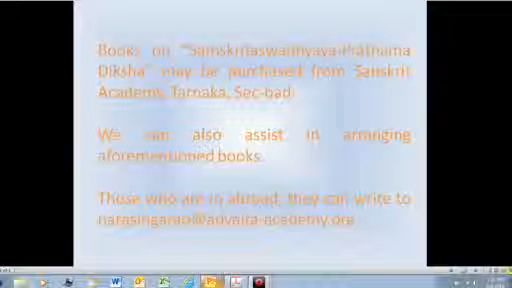 Books on "Samskritaswadhyaya-Prathama
Diksha" may be purchased from Sanskrit
Academy, Tarnaka, Sec-bad.
We can also assist in arranging
aforementioned books.
Those who are in abroad, they can write to
narasingarao@advaita-academy.org